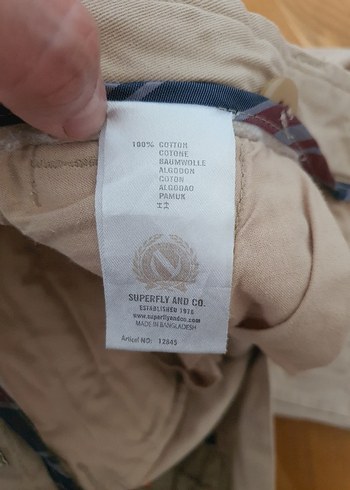 100% COTTON
COTONE
BAUMWOLLE
ALGODON
COTON
ALGODAO
PAMUK
SUPERFLY AND CO.
ESTABLISHED 1976
www.superflyandco.com
MADE IN BANGLADESH
Articel NO: 12845